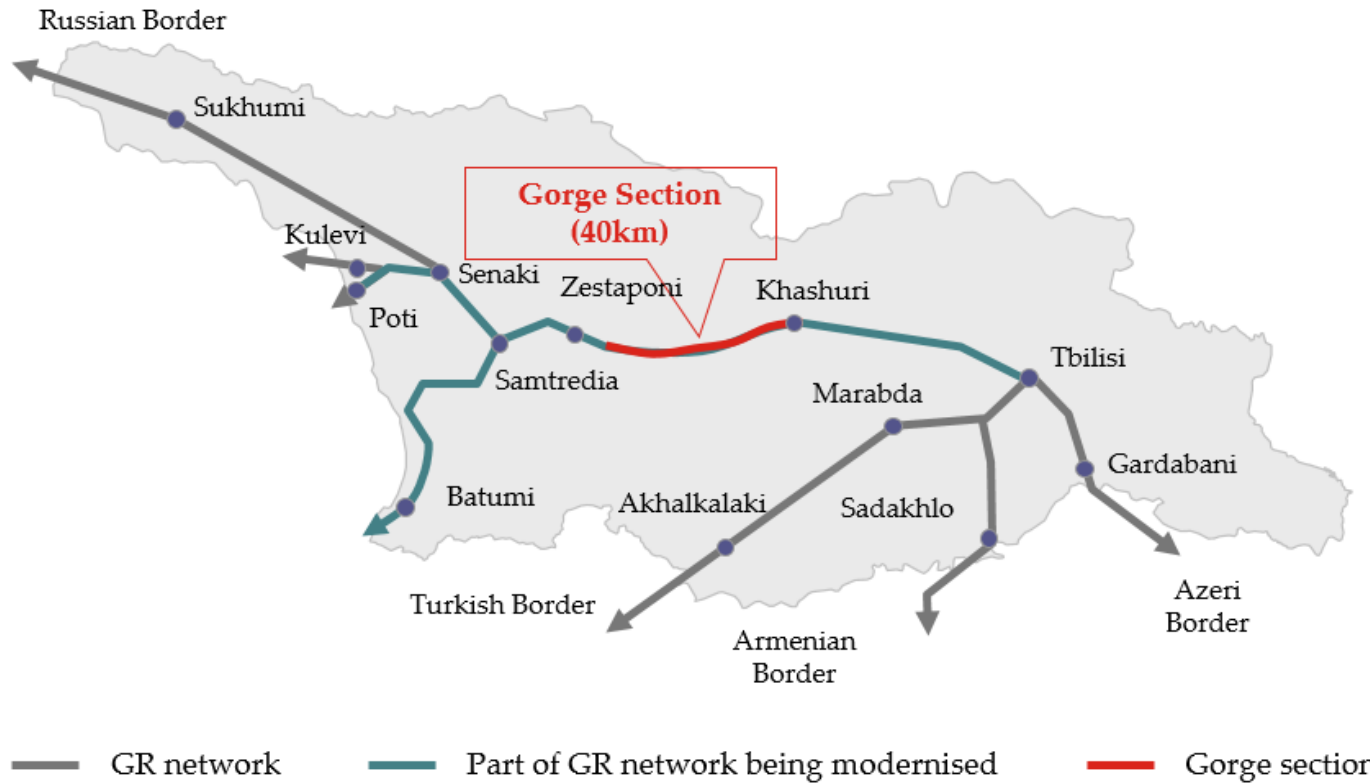 Russian Border
Sukhumi
Gorge Section
(40km)
Kulevi
Senaki
Zestaponi
Khashuri
Poti
Samtredia
Tbilisi
Marabda
Gardabani
Batumi
Akhalkalaki
Sadakhlo
Turkish Border
Azeri
Border
Armenian
Border
GR network
Part of GR network being modernised
Gorge section